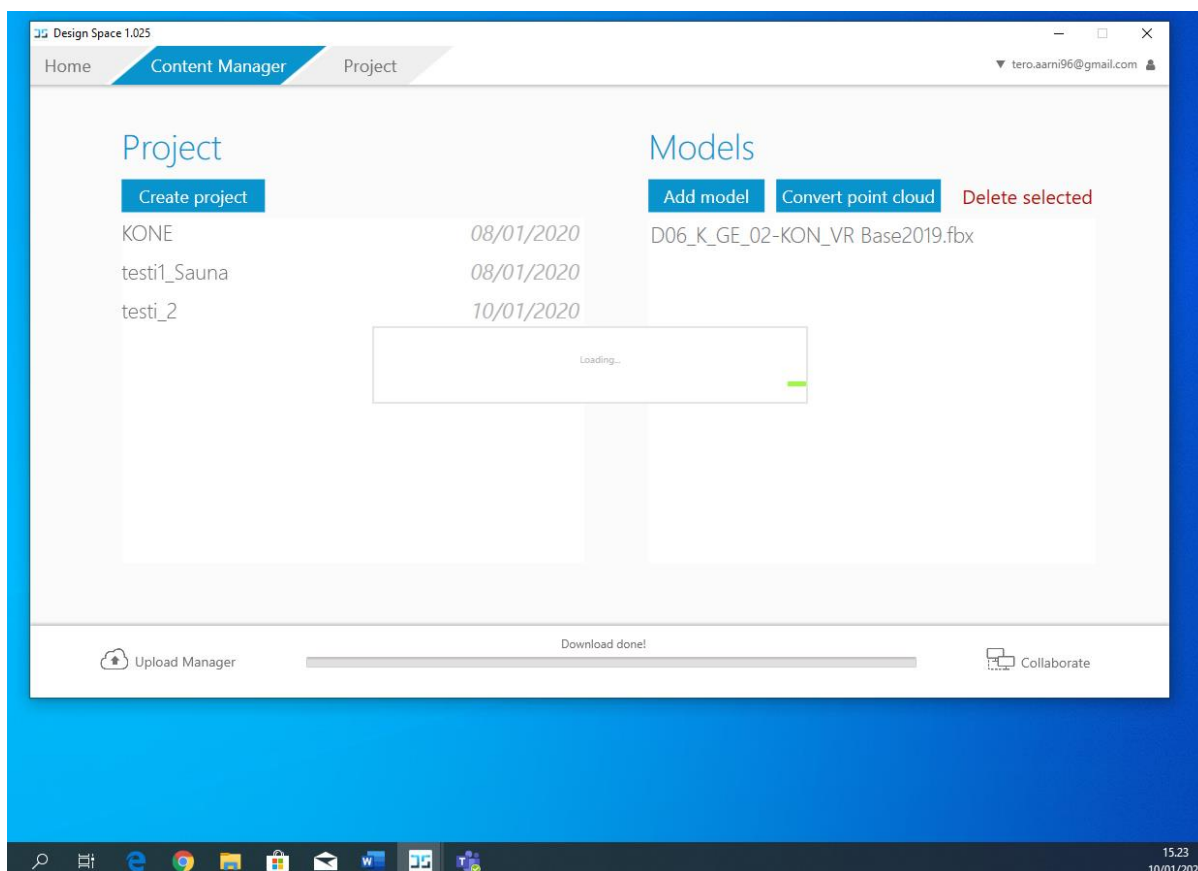 Design Space 1.025
Home
Content Manager
Project
tero.aarni96@gmail.com
Project
Create project
KONE 08/01/2020
testi1_Sauna 08/01/2020
testi_2 10/01/2020
Models
Add model Convert point cloud Delete selected
D06_K_GE_02-KON_VR Base2019.fbx
Loading...
Download done!
Upload Manager
Collaborate
15.23